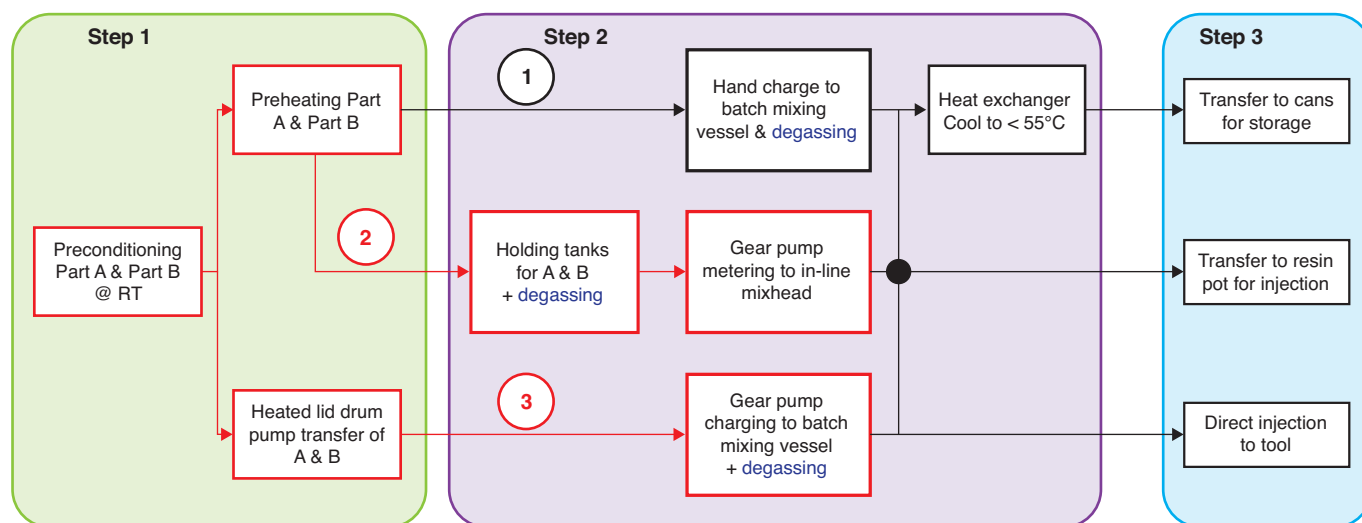 Step 1
Step 2
Step 3
1
Preheating Part
A & Part B
Hand charge to
batch mixing
vessel & degassing
Heat exchanger
Cool to < 55°C
Transfer to cans
for storage
2
Preconditioning
Part A & Part B
@ RT
Holding tanks
for A & B
+ degassing
Gear pump
metering to in-line
mixhead
Transfer to resin
pot for injection
3
Heated lid drum
pump transfer of
A & B
Gear pump
charging to batch
mixing vessel
+ degassing
Direct injection
to tool